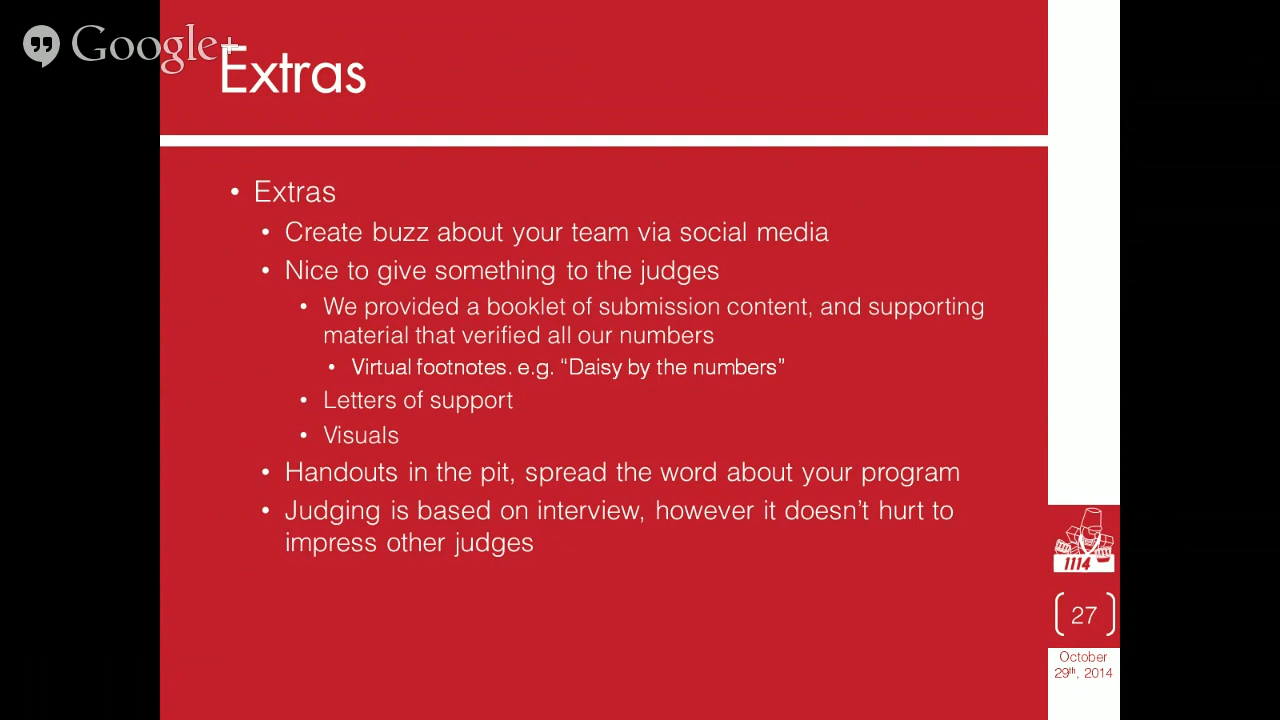 Google+
Extras
• Extras
• Create buzz about your team via social media
• Nice to give something to the judges
• We provided a booklet of submission content, and supporting
material that verified all our numbers
• Virtual footnotes. e.g. “Daisy by the numbers”
• Letters of support
• Visuals
• Handouts in the pit, spread the word about your program
• Judging is based on interview, however it doesn’t hurt to
impress other judges
1114
27
October
29th, 2014